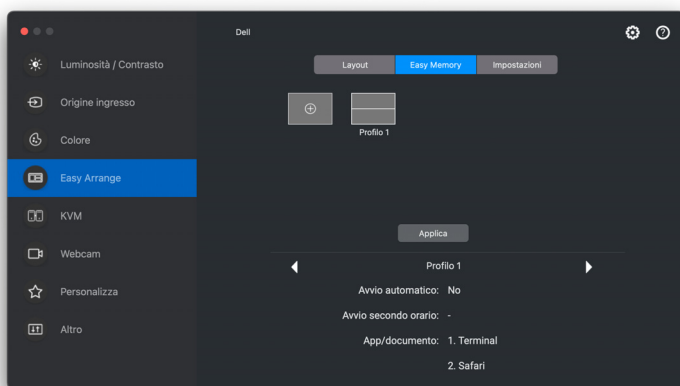 Dell
Luminosità / Contrasto
Origine ingresso
Colore
Easy Arrange
KVM
Webcam
Personalizza
Altro
Layout
Easy Memory
Impostazioni
Profilo 1
Applica
Profilo 1
Avvio automatico: No
Avvio secondo orario: -
App/documento: 1. Terminal
2. Safari